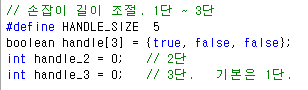 // 손잡이 길이 조절. 1단 ~ 3단
#define HANDLE_SIZE  5
boolean handle[3] = {true, false, false};
int handle_2 = 0;   // 2단
int handle_3 = 0;   // 3단.  기본은 1단.